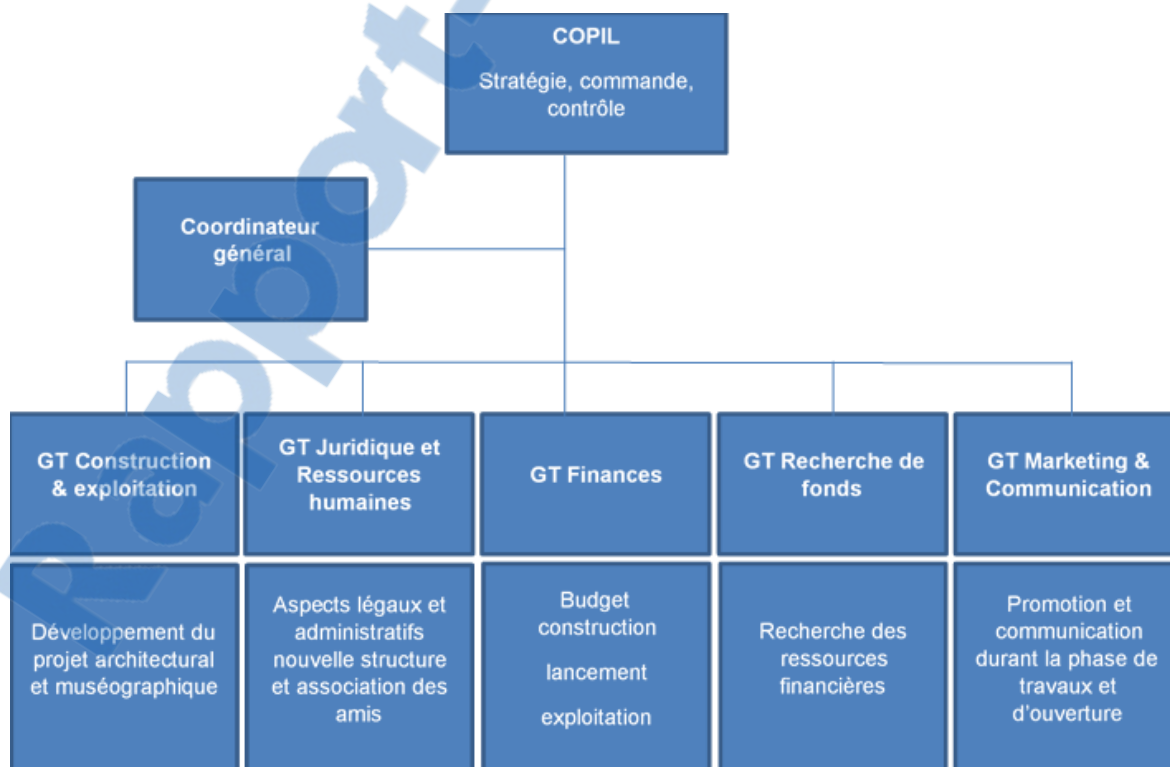 COPIL
Stratégie, commande,
contrôle
Coordinateur
général
GT Construction
& exploitation
GT Juridique et
Ressources
humaines
GT Finances
GT Recherche de
fonds
GT Marketing &
Communication
Développement du
projet architectural
et muséographique
Aspects légaux et
administratifs
nouvelle structure
et association des
amis
Budget
construction
lancement
exploitation
Recherche des
ressources
financières
Promotion et
communication
durant la phase de
travaux et
d'ouverture
Rapport